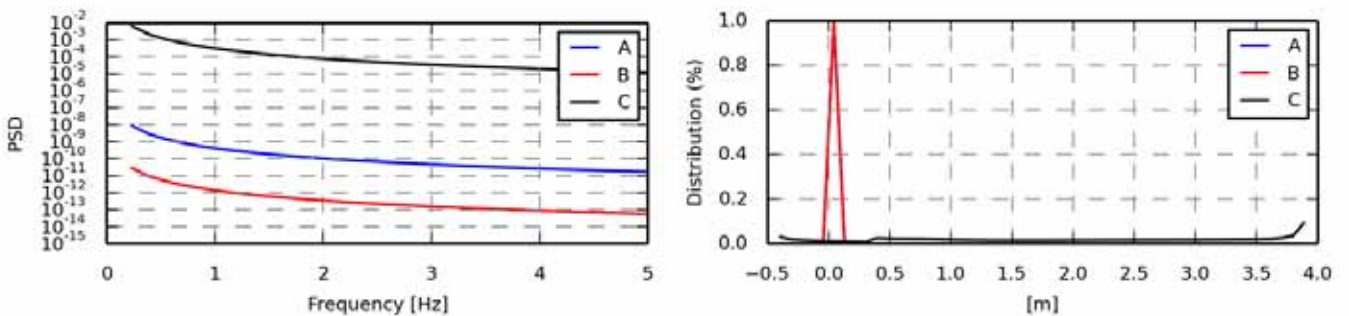 10-2
10-3
10-4
10-5
10-6
10-7
10-8
10-9
10-10
10-11
10-12
10-13
10-14
10-15
PSD
0 1 2 3 4 5
Frequency [Hz]
A
B
C
1.0
0.8
0.6
0.4
0.2
0.0
Distribution (%)
−0.5 0.0 0.5 1.0 1.5 2.0 2.5 3.0 3.5 4.0
[m]
A
B
C